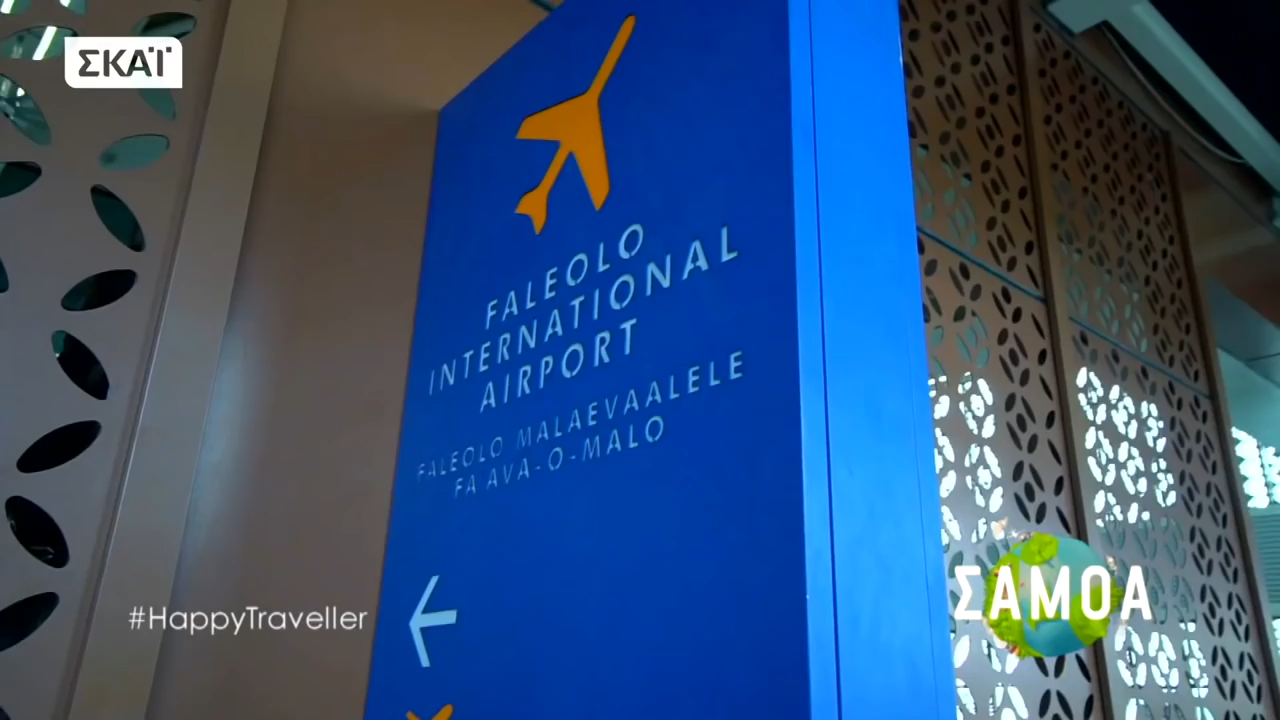 ΣΚΑΪ
FALEOLO
INTERNATIONAL
AIRPORT
FALEOLO MALAEVAALELE
FA AVA-O-MALO
#HappyTraveller
ΣΑΜΟΑ